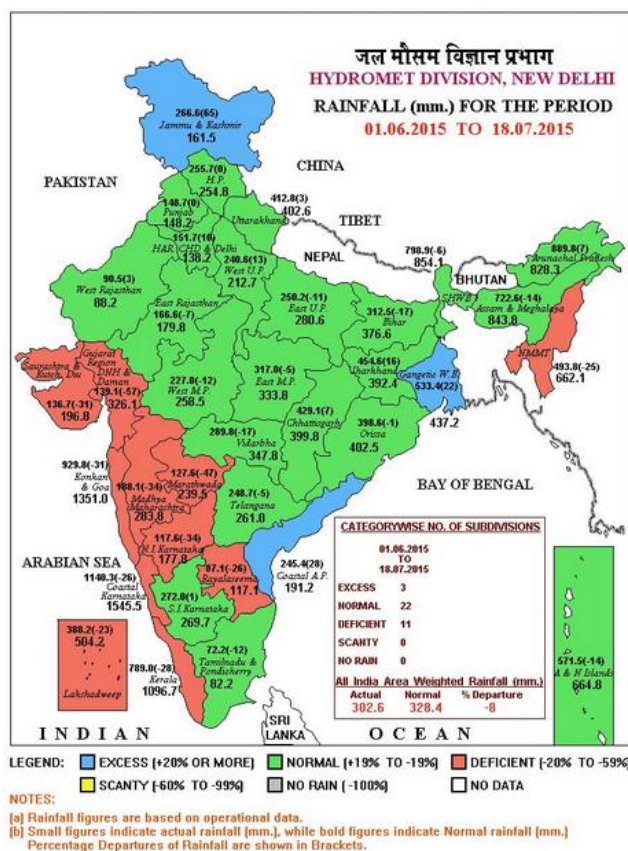 जल मौसम विज्ञान प्रभाग
HYDROMET DIVISION, NEW DELHI
RAINFALL (mm.) FOR THE PERIOD
01.06.2015 TO 18.07.2015
266.6(65)
Jammu & Kashmir
161.5
CHINA
PAKISTAN
255.7(0)
H.P.
254.8
148.7(0)
Punjab
148.2
Uttarakhand
412.8(3)
402.6
TIBET
151.7(10)
HAR CHD & Delhi
138.2
240.6(13)
West U.P.
212.7
NEPAL
798.9(-6)
854.1
889.8(7)
Arunachal Pradesh
828.3
BHUTAN
90.5(3)
West Rajasthan
88.2
East Rajasthan
166.6(-7)
179.8
250.2(-11)
East U.P.
280.6
312.5(-17)
Bihar
376.6
SHWB
722.6(-14)
Assam & Meghalaya
843.8
NMMT
493.8(-25)
662.1
Saurashtra &
Kutch, Diu
136.7(-31)
196.8
Gujarat
Region
DNH &
Daman
139.1(-57)
326.1
227.8(-12)
West M.P.
258.5
317.0(-5)
East M.P.
333.8
454.6(16)
Jharkhand
392.4
Gangetic W.B.
533.4(22)
437.2
429.1(7)
Chhattisgarh
399.8
398.6(-1)
Orissa
402.5
289.8(-17)
Vidarbha
347.8
929.8(-31)
Konkan
& Goa
1351.0
188.1(-34)
Madhya
Maharashtra
283.8
127.6(-47)
Marathwada
239.5
248.7(-5)
Telangana
261.0
BAY OF BENGAL
117.6(-34)
N.I.Karnataka
177.8
ARABIAN SEA
1140.3(-26)
Coastal
Karnataka
1545.5
87.1(-26)
Rayalaseema
117.1
245.4(28)
Coastal A.P.
191.2
272.0(1)
S.I.Karnataka
269.7
388.2(-23)
504.2
Lakshadweep
789.0(-28)
Kerala
1096.7
72.2(-12)
Tamilnadu &
Pondicherry
82.2
CATEGORYWISE NO. OF SUBDIVISIONS
01.06.2015
TO
18.07.2015
EXCESS 3
NORMAL 22
DEFICIENT 11
SCANTY 0
NO RAIN 0
All India Area Weighted Rainfall (mm.)
Actual Normal % Departure
302.6 328.4 -8
571.5(-14)
A & N Islands
664.8
SRI
LANKA
INDIAN OCEAN
LEGEND: EXCESS (+20% OR MORE) NORMAL (+19% TO -19%) DEFICIENT (-20% TO -59%)
SCANTY (-60% TO -99%) NO RAIN (-100%) NO DATA
NOTES:
(a) Rainfall figures are based on operational data.
(b) Small figures indicate actual rainfall (mm.), while bold figures indicate Normal rainfall (mm.)
Percentage Departures of Rainfall are shown in Brackets.